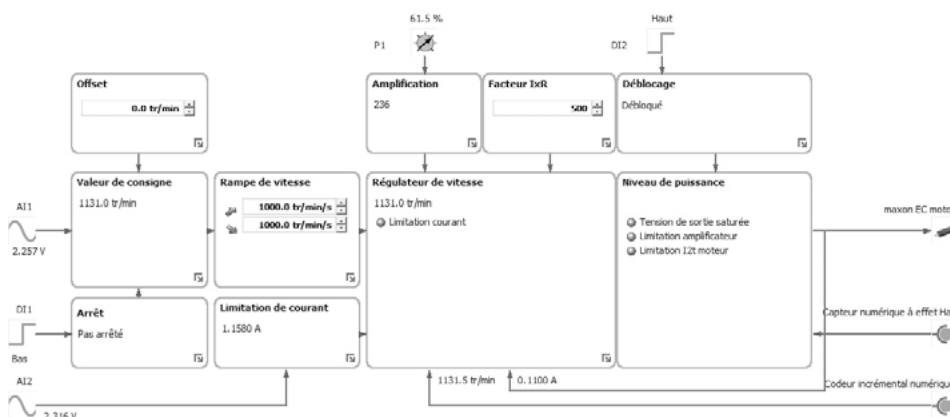 61.5 %
Haut
P1
DI2
Offset
0.0 tr/min
Amplification
236
Facteur IxR
500
Déblocage
Débloqué
Valeur de consigne
1131.0 tr/min
Rampe de vitesse
1000.0 tr/min/s
1000.0 tr/min/s
Régulateur de vitesse
1131.0 tr/min
Limitation courant
Niveau de puissance
Tension de sortie saturée
Limitation amplificateur
Limitation I2t moteur
AI1
2.257 V
maxon EC moto
DI1
Bas
Arrêt
Pas arrêté
Limitation de courant
1.1580 A
Capteur numérique à effet Ha
AI2
2.316 V
1131.5 tr/min
0.1100 A
Codeur incrémental numériqu